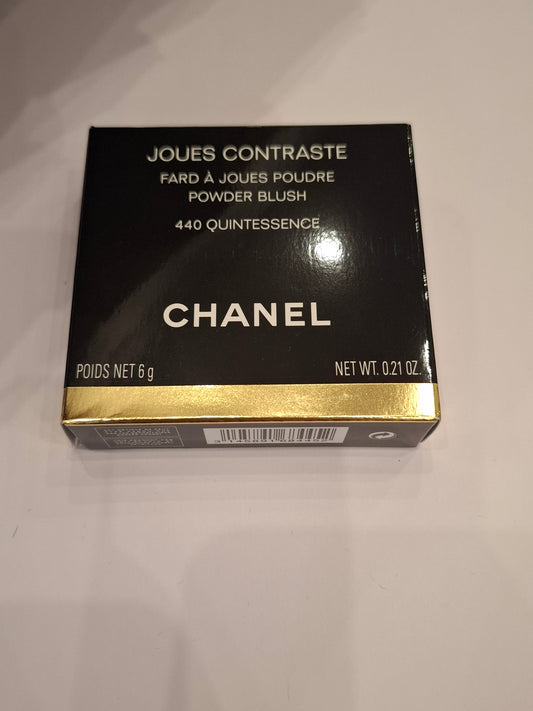 JOUES CONTRASTE
FARD À JOUES POUDRE
POWDER BLUSH
440 QUINTESSENCE
CHANEL
POIDS NET 6 g
NET WT. 0.21 OZ.